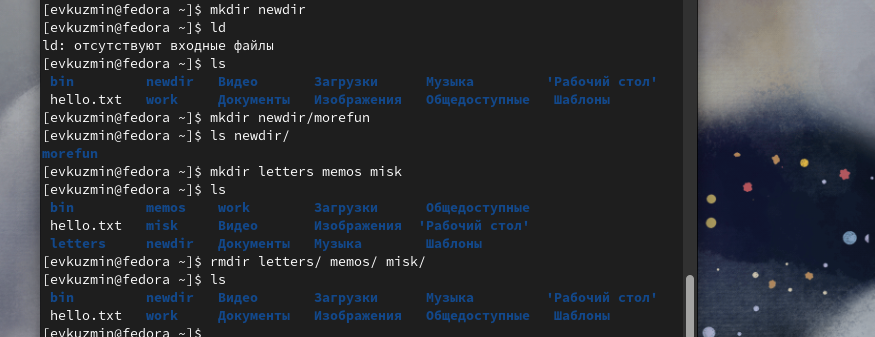 [evkuzmin@fedora ~]$ mkdir newdir
[evkuzmin@fedora ~]$ ld
ld: отсутствуют входные файлы
[evkuzmin@fedora ~]$ ls
bin newdir Видео Загрузки Музыка 'Рабочий стол'
hello.txt work Документы Изображения Общедоступные Шаблоны
[evkuzmin@fedora ~]$ mkdir newdir/morefun
[evkuzmin@fedora ~]$ ls newdir/
morefun
[evkuzmin@fedora ~]$ mkdir letters memos misk
[evkuzmin@fedora ~]$ ls
bin memos work Загрузки Общедоступные
hello.txt misk Видео Изображения 'Рабочий стол'
letters newdir Документы Музыка Шаблоны
[evkuzmin@fedora ~]$ rmdir letters/ memos/ misk/
[evkuzmin@fedora ~]$ ls
bin newdir Видео Загрузки Музыка 'Рабочий стол'
hello.txt work Документы Изображения Общедоступные Шаблоны
[evkuzmin@fedora ~]$